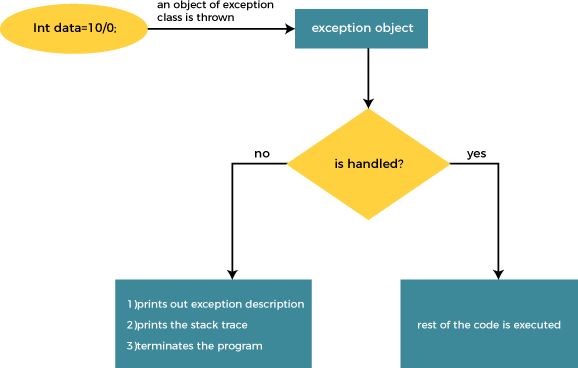 Int data=10/0;
an object of exception
class is thrown
exception object
is handled?
no
yes
1)prints out exception description
2)prints the stack trace
3)terminates the program
rest of the code is executed